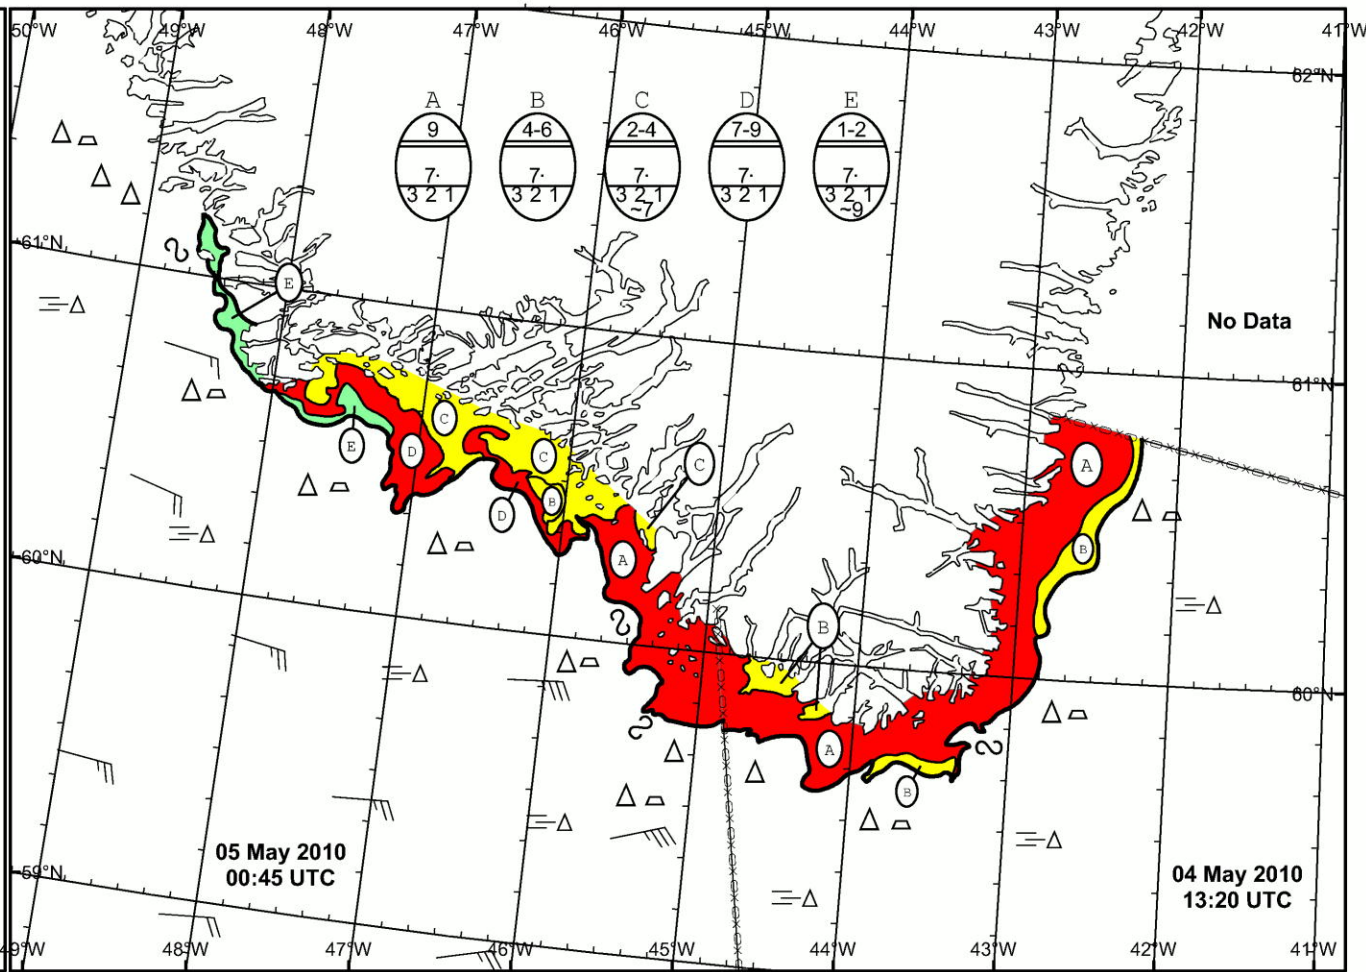 50°W 49°W 48°W 47°W 46°W 45°W 44°W 43°W 42°W 41°W
62°N
A B C D E
9 4-6 2-4 7-9 1-2
7· 7· 7· 7· 7·
3 2 1 3 2 1 3 2 1 3 2 1 3 2 1
~7 ~9
61°N
E
No Data
61°N
C
E D C C A
D B
B
60°N
A
B
60°N
A
B
05 May 2010
00:45 UTC
04 May 2010
13:20 UTC
59°N
49°W 48°W 47°W 46°W 45°W 44°W 43°W 42°W 41°W